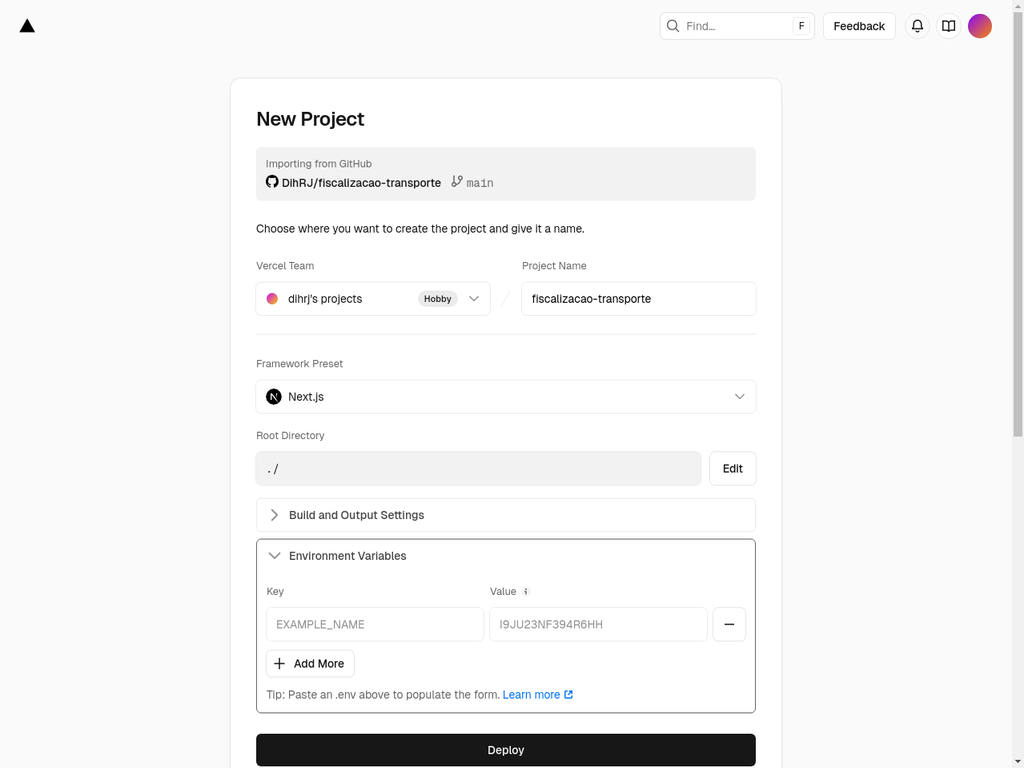 Find...
F
Feedback
New Project
Importing from GitHub
DihRJ/fiscalizacao-transporte main
Choose where you want to create the project and give it a name.
Vercel Team
Project Name
dihrj's projects Hobby
/
fiscalizacao-transporte
Framework Preset
N Next.js
Root Directory
./
Edit
Build and Output Settings
Environment Variables
Key
Value i
EXAMPLE_NAME
I9JU23NF394R6HH
Add More
Tip: Paste an .env above to populate the form. Learn more
Deploy